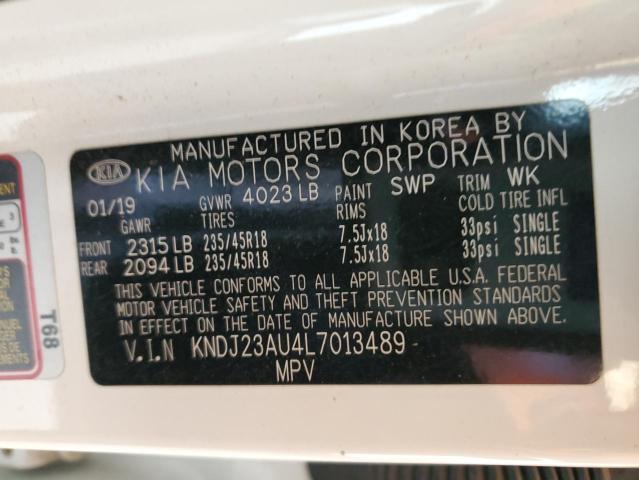 MANUFACTURED IN KOREA BY
KIA KIA MOTORS CORPORATION
01/19 GVWR 4023 LB PAINT SWP TRIM WK
GAWR TIRES RIMS COLD TIRE INFL
FRONT 2315 LB 235/45R18 7.5Jx18 33psi SINGLE
REAR 2094 LB 235/45R18 7.5Jx18 33psi SINGLE
THIS VEHICLE CONFORMS TO ALL APPLICABLE U.S.A. FEDERAL
MOTOR VEHICLE SAFETY AND THEFT PREVENTION STANDARDS
IN EFFECT ON THE DATE OF MANUFACTURE SHOWN ABOVE.
V.I.N KNDJ23AU4L7013489
MPV
T68